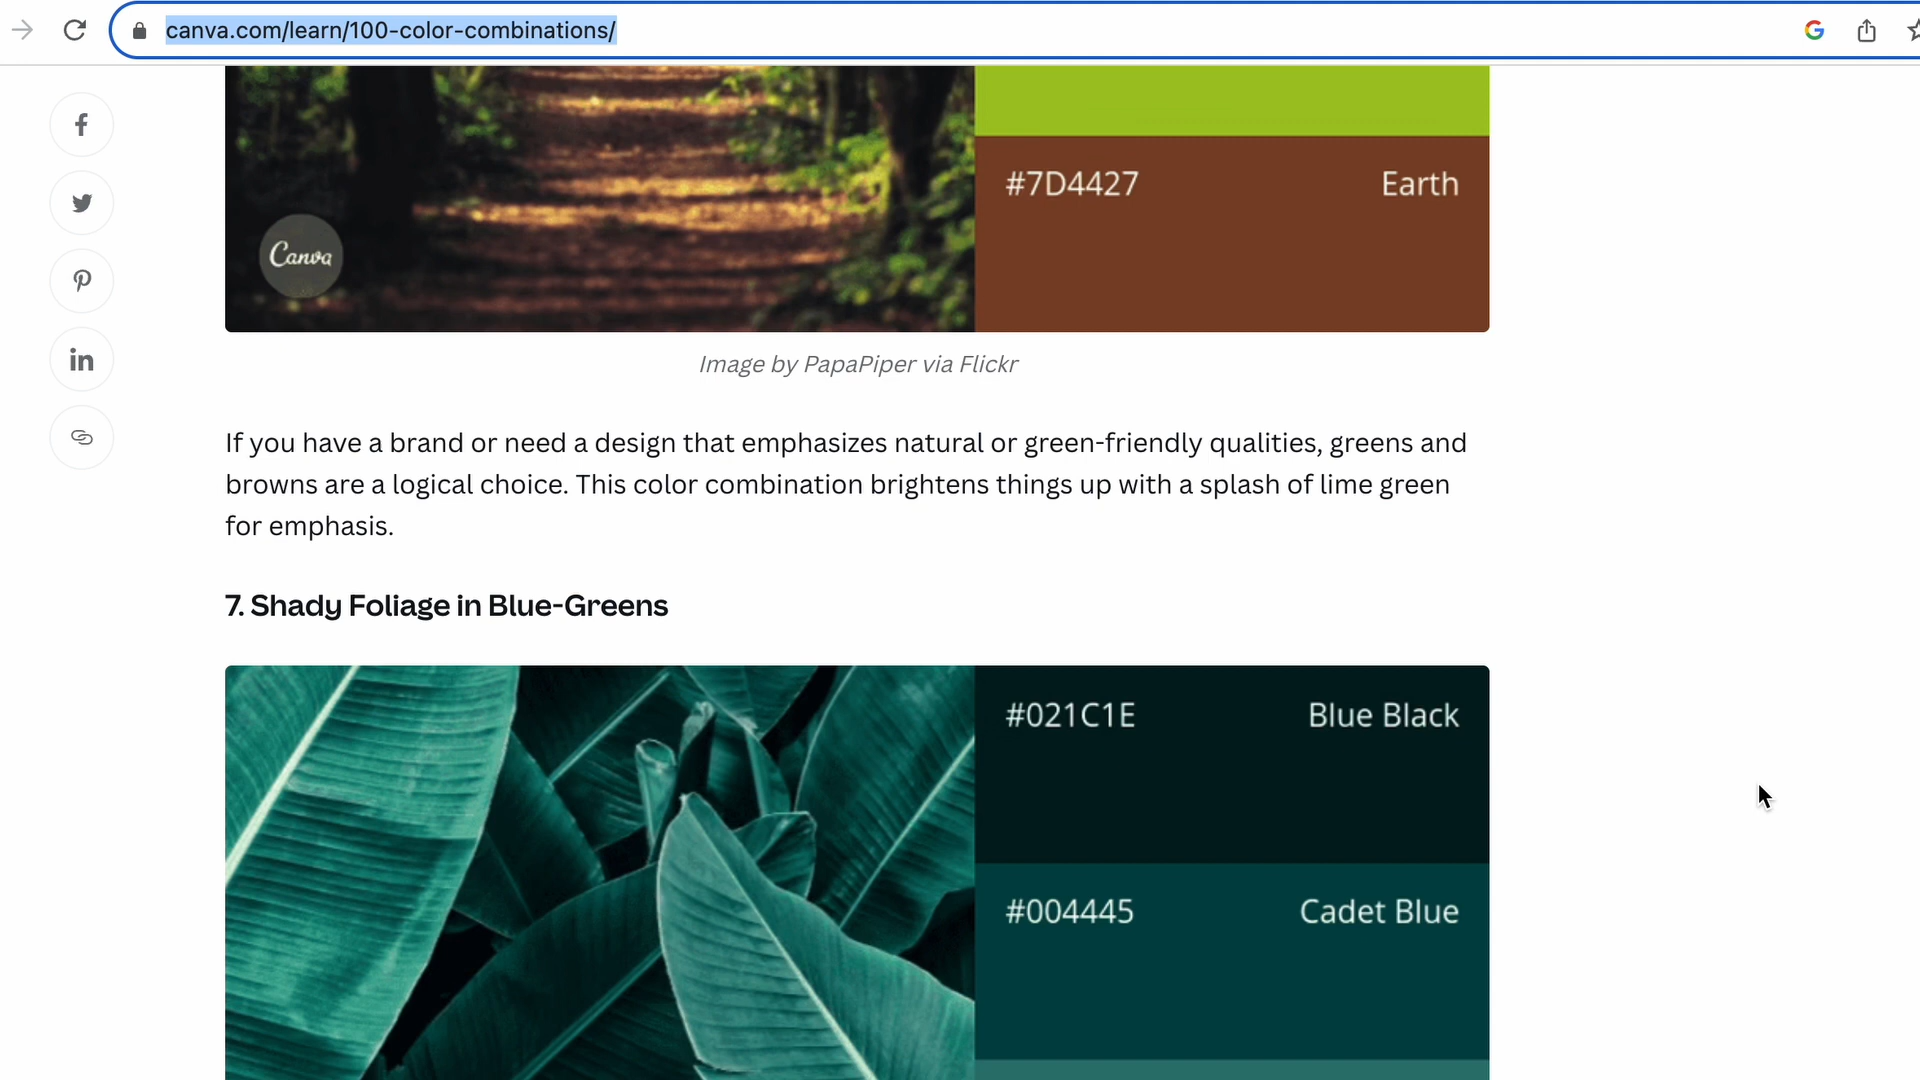 canva.com/learn/100-color-combinations/
#7D4427 Earth
Canva
Image by PapaPiper via Flickr
If you have a brand or need a design that emphasizes natural or green-friendly qualities, greens and
browns are a logical choice. This color combination brightens things up with a splash of lime green
for emphasis.
7. Shady Foliage in Blue-Greens
#021C1E Blue Black
#004445 Cadet Blue